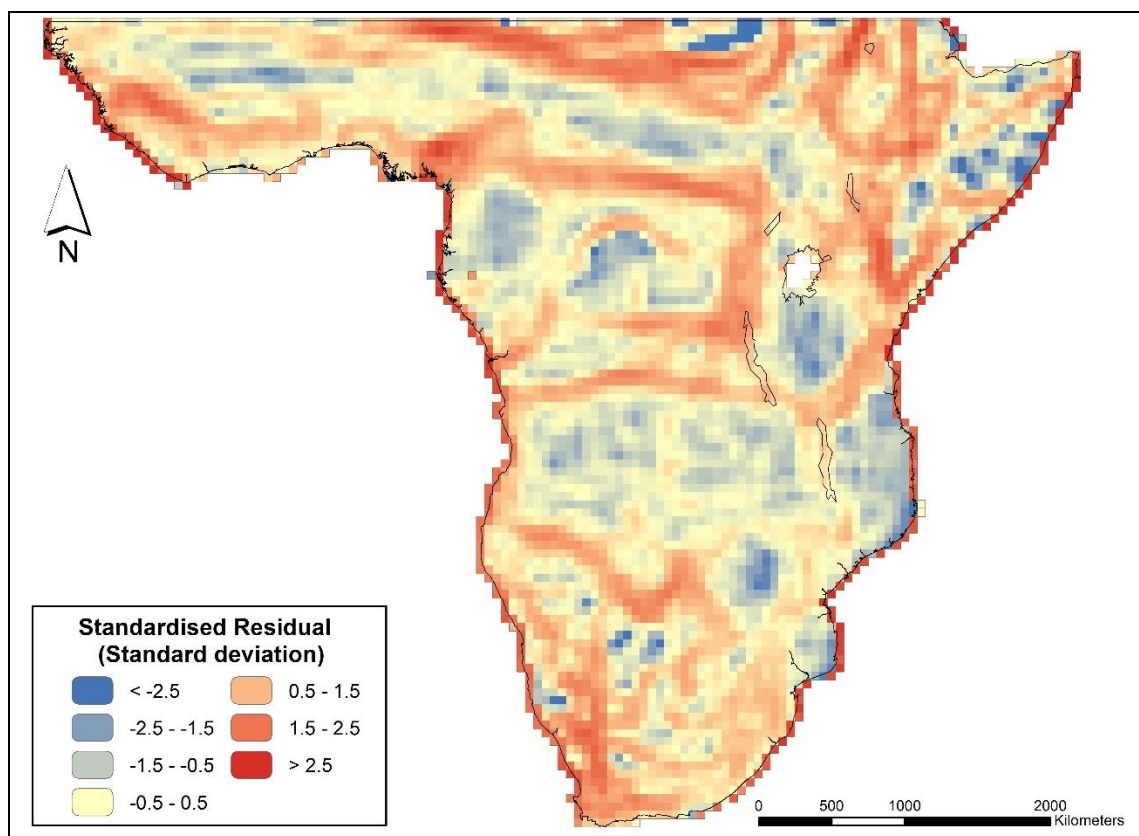 N
Standardised Residual
(Standard deviation)
< -2.5
0.5 - 1.5
-2.5 - -1.5
1.5 - 2.5
-1.5 - -0.5
> 2.5
-0.5 - 0.5
0 500 1000 2000
Kilometers